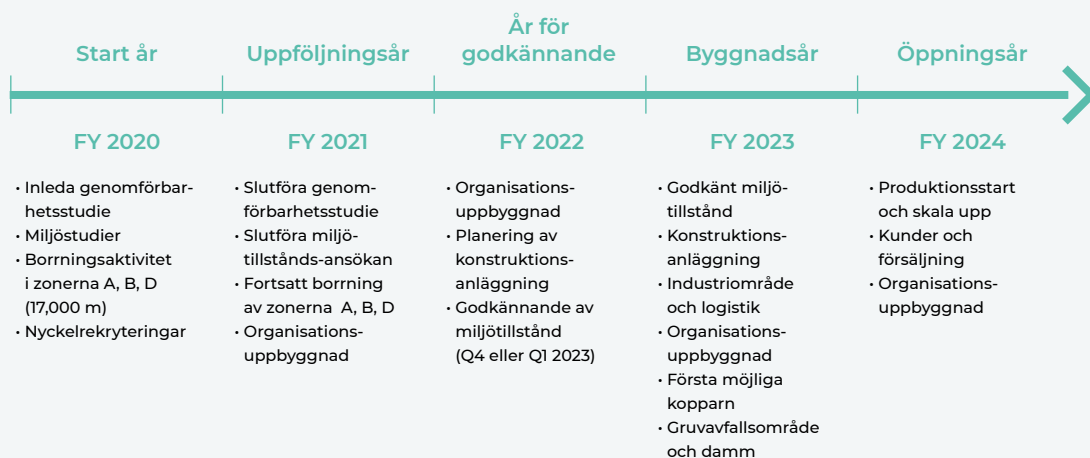 Start år
Uppföljningsår
År för
godkännande
Byggnadsår
Öppningsår
FY 2020
• Inleda genomförbar-
hetsstudie
• Miljöstudier
• Borrningsaktivitet
i zonerna A, B, D
(17,000 m)
• Nyckelrekryteringar
FY 2021
• Slutföra genom-
förbarhetsstudie
• Slutföra miljö-
tillstånds-ansökan
• Fortsatt borrning
av zonerna A, B, D
• Organisations-
uppbyggnad
FY 2022
• Organisations-
uppbyggnad
• Planering av
konstruktions-
anläggning
• Godkännande av
miljötillstånd
(Q4 eller Q1 2023)
FY 2023
• Godkänt miljö-
tillstånd
• Konstruktions-
anläggning
• Industriområde
och logistik
• Organisations-
uppbyggnad
• Första möjliga
kopparn
• Gruvavfallsområde
och damm
FY 2024
• Produktionsstart
och skala upp
• Kunder och
försäljning
• Organisations-
uppbyggnad